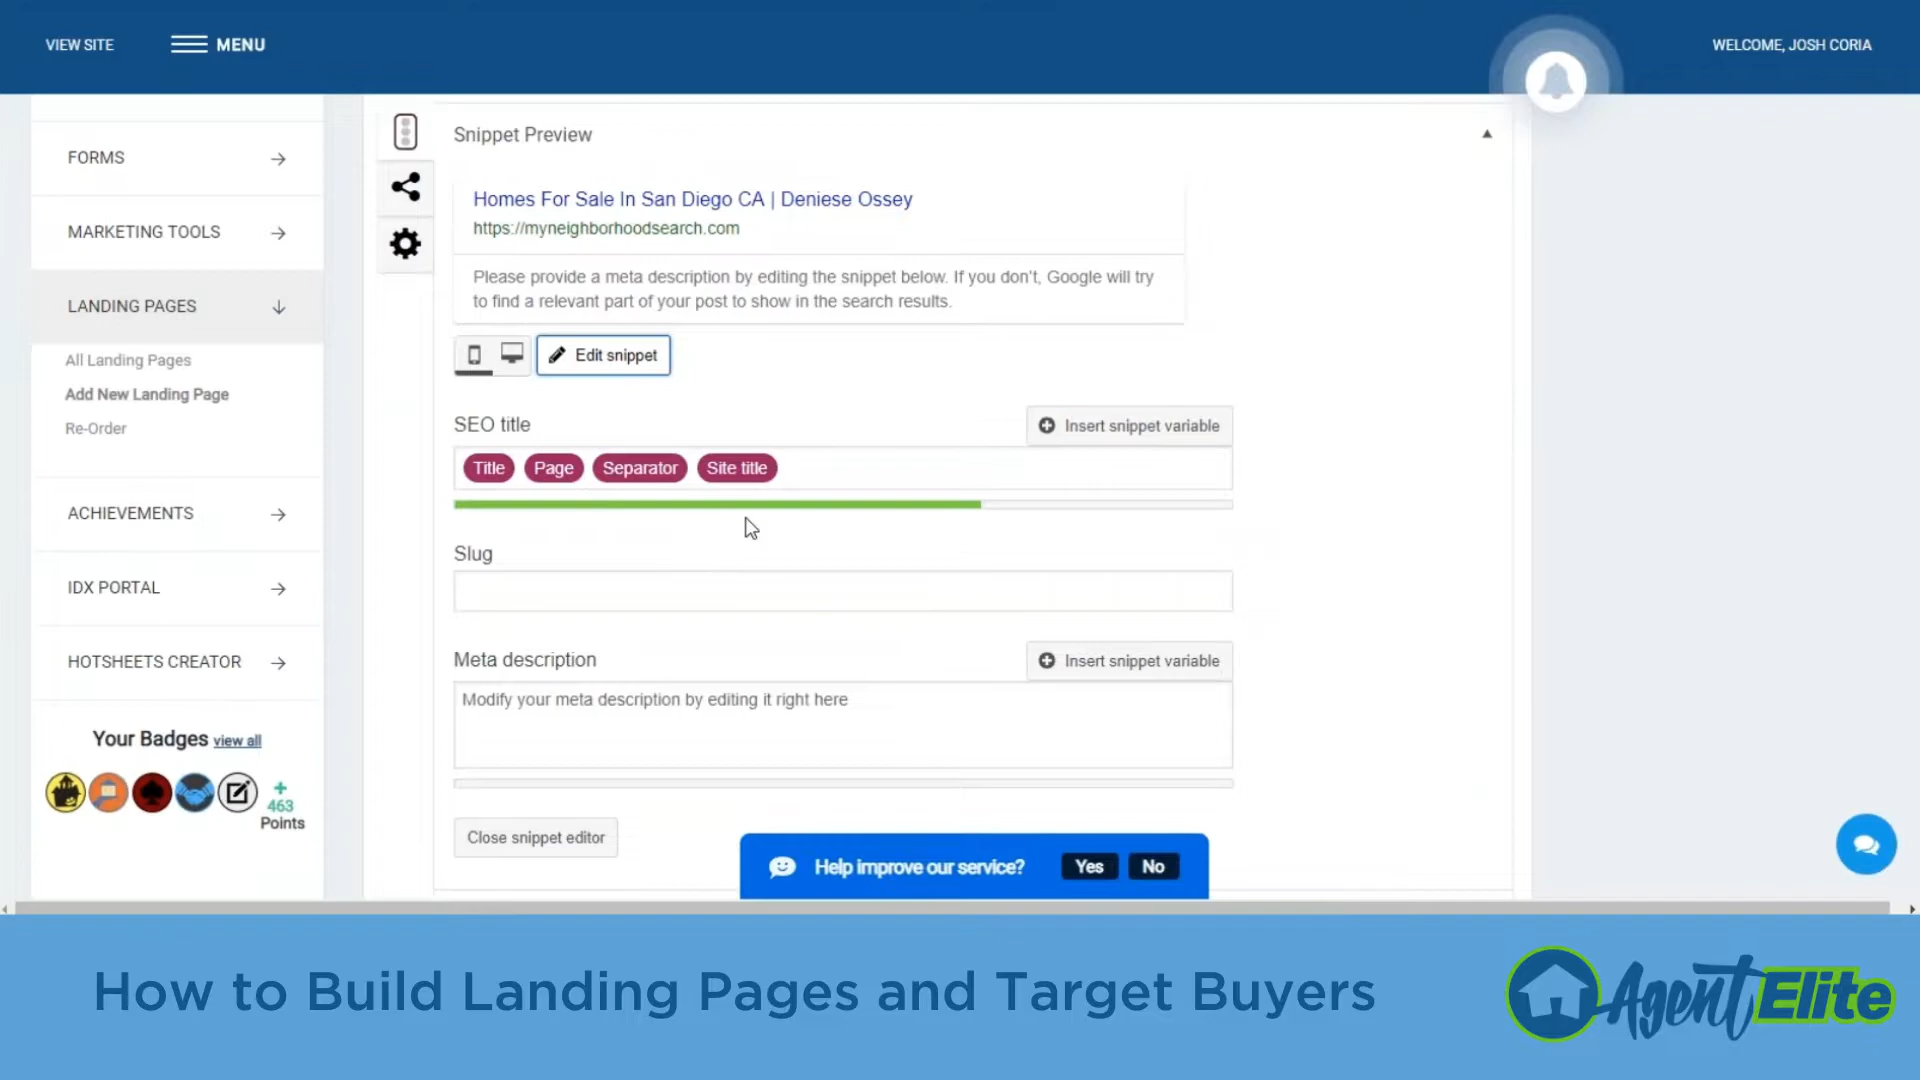 VIEW SITE
MENU
WELCOME, JOSH CORIA
FORMS
MARKETING TOOLS
LANDING PAGES
All Landing Pages
Add New Landing Page
Re-Order
ACHIEVEMENTS
IDX PORTAL
HOTSHEETS CREATOR
Your Badges view all
+
463
Points
Snippet Preview
Homes For Sale In San Diego CA | Deniese Ossey
https://myneighborhoodsearch.com
Please provide a meta description by editing the snippet below. If you don't, Google will try
to find a relevant part of your post to show in the search results.
Edit snippet
SEO title
Insert snippet variable
Title Page Separator Site title
Slug
Meta description
Insert snippet variable
Modify your meta description by editing it right here
Close snippet editor
Help improve our service? Yes No
How to Build Landing Pages and Target Buyers
Agent Elite